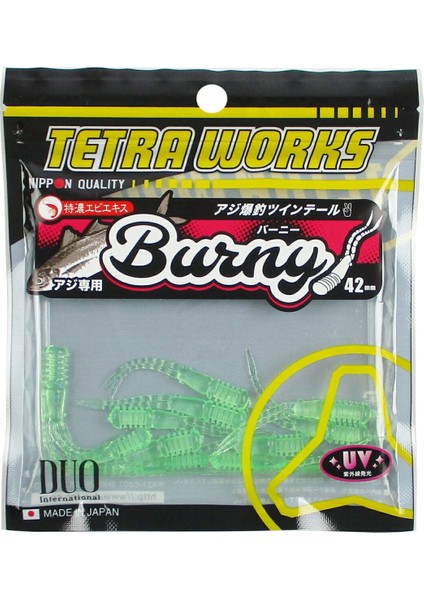 TETRA WORKS
NIPPON QUALITY
特濃エビエキス
アジ爆釣ツインテール
バーニー
Burny
アジ専用
42mm
UV
紫外線発光
DUO
International
MADE IN JAPAN